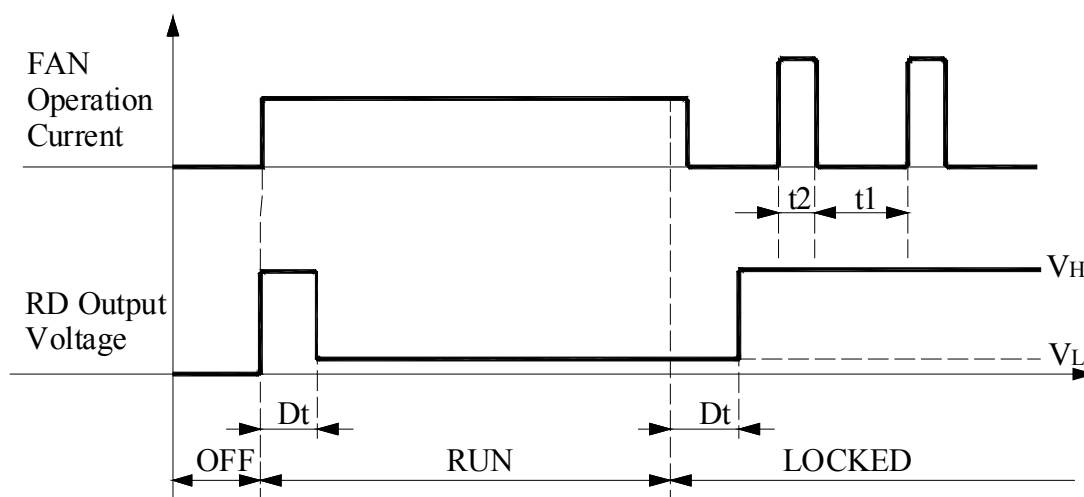 FAN
Operation
Current
t2
t1
VH
RD Output
Voltage
VL
Dt
Dt
OFF
RUN
LOCKED